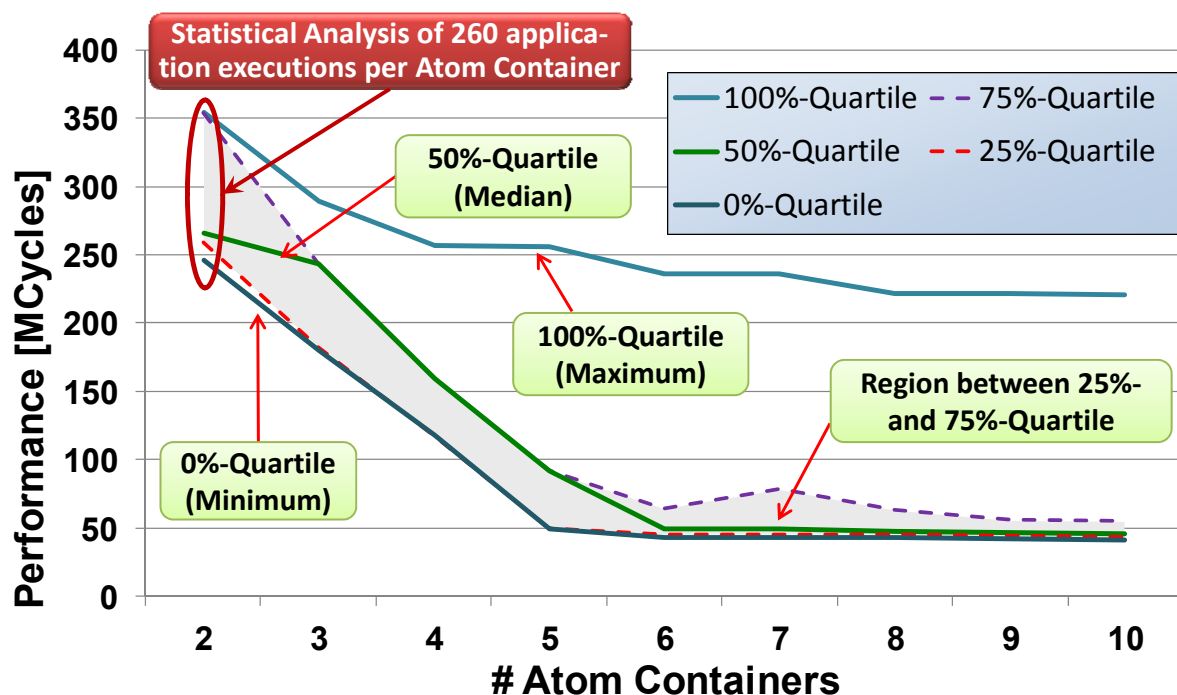 Statistical Analysis of 260 applica-
tion executions per Atom Container
100%-Quartile
75%-Quartile
50%-Quartile
25%-Quartile
0%-Quartile
50%-Quartile
(Median)
100%-Quartile
(Maximum)
Region between 25%-
and 75%-Quartile
0%-Quartile
(Minimum)
Performance [MCycles]
400
350
300
250
200
150
100
50
0
2 3 4 5 6 7 8 9 10
# Atom Containers